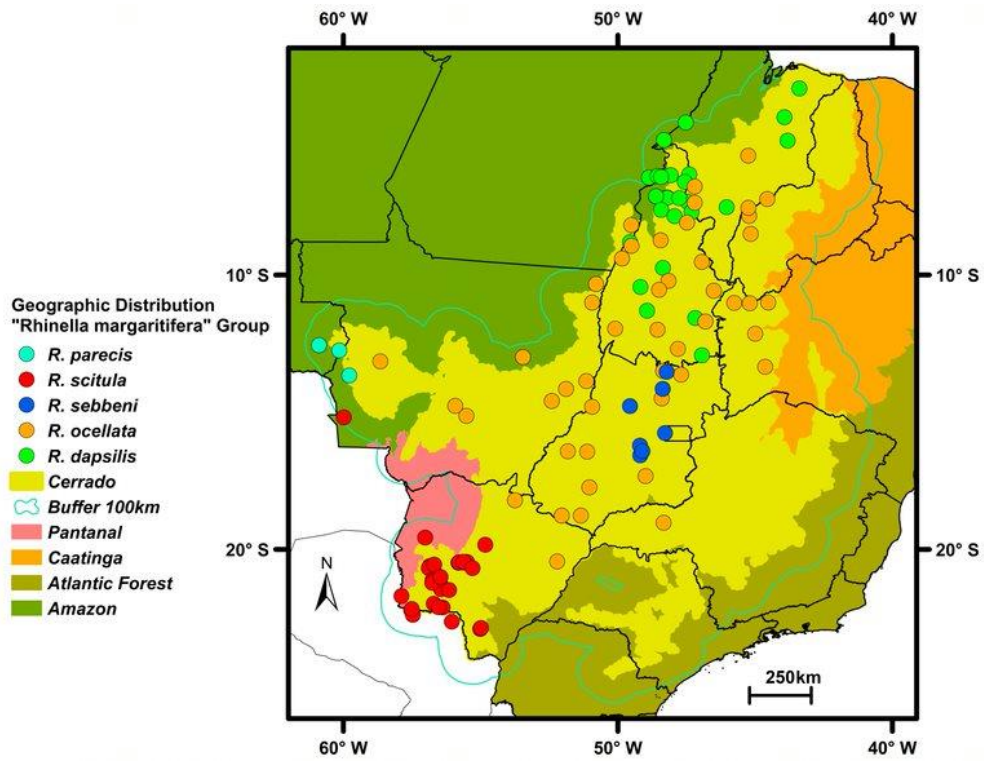 60° W 50° W 40° W
10° S 10° S
Geographic Distribution
"Rhinella margaritifera" Group
R. parecis
R. scitula
R. sebbeni
R. ocellata
R. dapsilis
Cerrado
Buffer 100km
Pantanal
Caatinga
Atlantic Forest
Amazon
20° S 20° S
N
250km
60° W 50° W 40° W